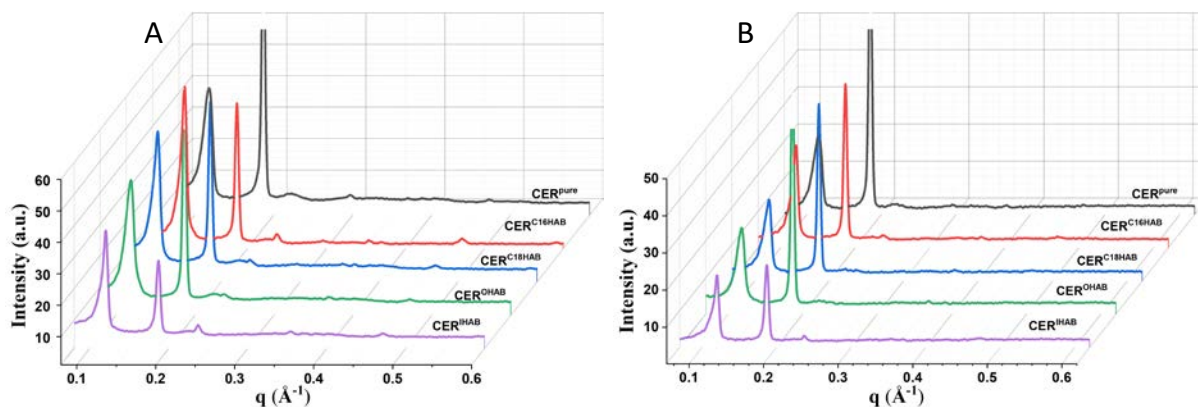 A
60
50
40
30
20
10
Intensity (a.u.)
CERpure
CERC16HAB
CERC18HAB
CEROHAB
CERIHAB
0.1 0.2 0.3 0.4 0.5 0.6
q (Å-1)
B
50
40
30
20
10
Intensity (a.u.)
CERpure
CERC16HAB
CERC18HAB
CEROHAB
CERIHAB
0.1 0.2 0.3 0.4 0.5 0.6
q (Å-1)